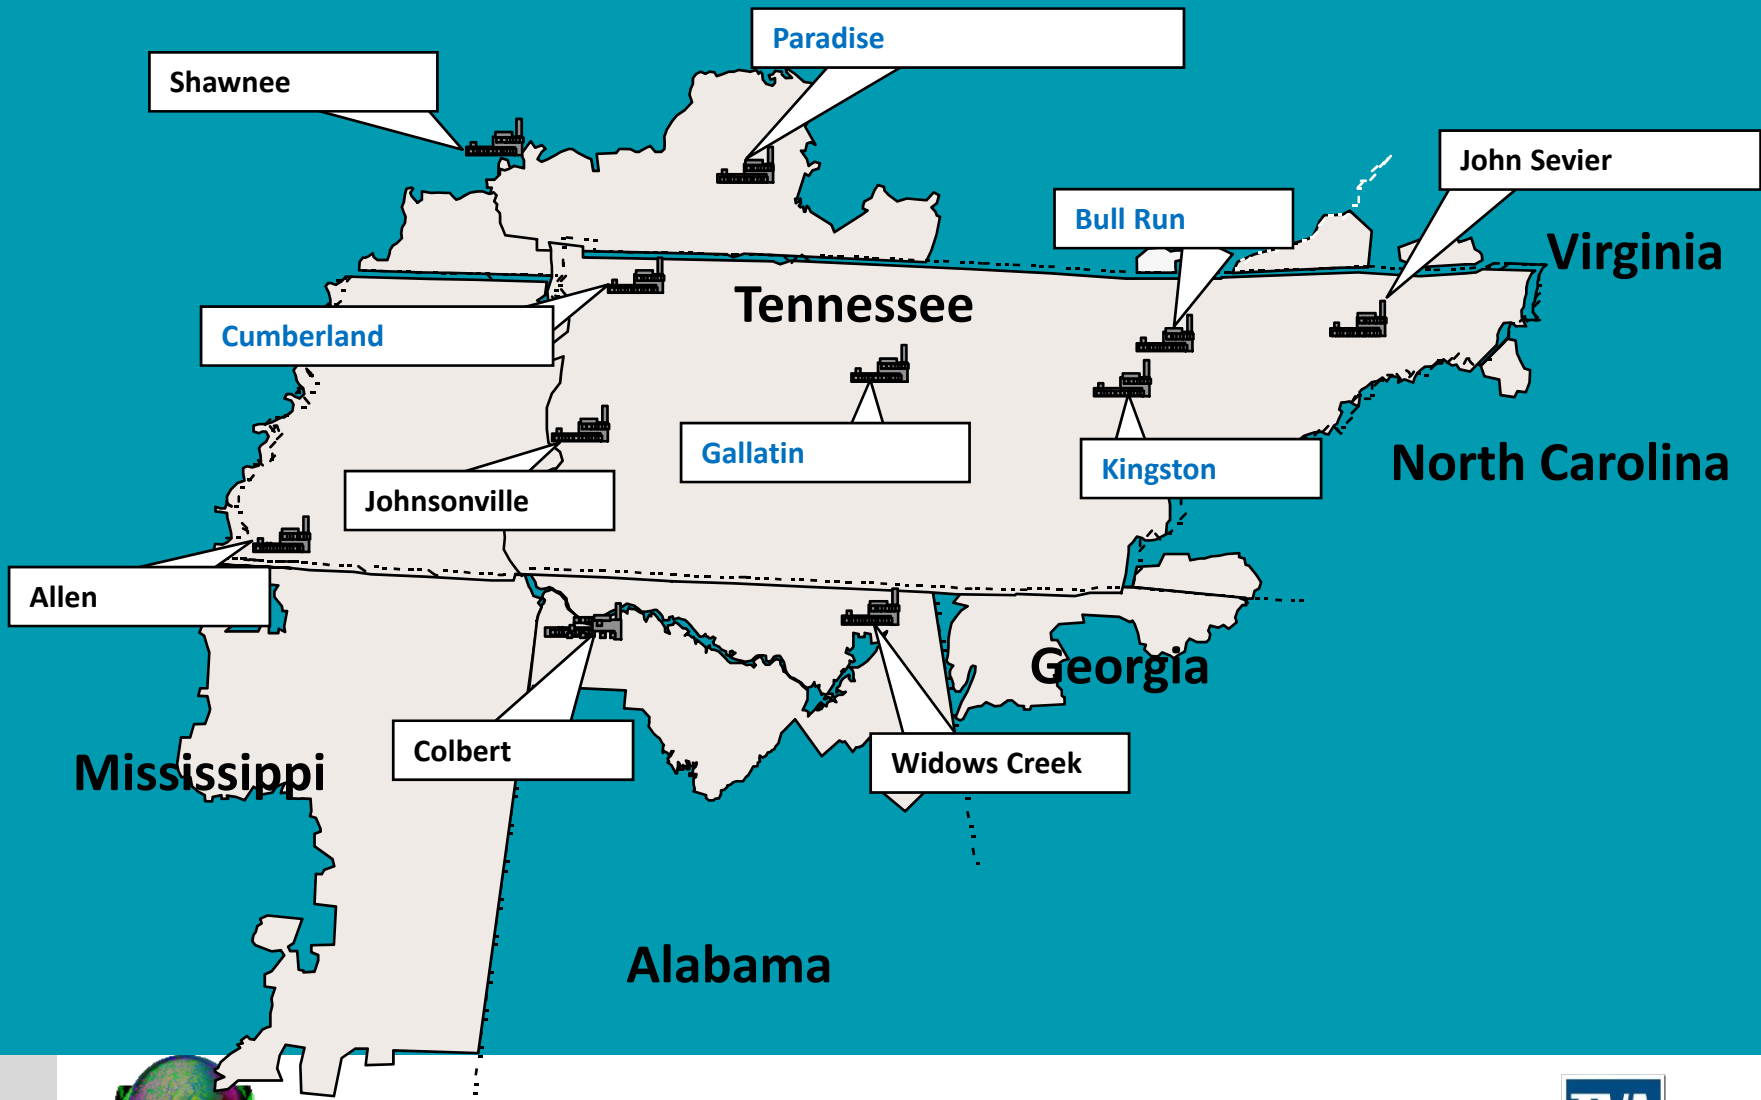 Paradise
Shawnee
John Sevier
Bull Run
Virginia
Tennessee
Cumberland
Gallatin
Kingston
North Carolina
Johnsonville
Allen
Georgia
Colbert
Widows Creek
Mississippi
Alabama
TVA